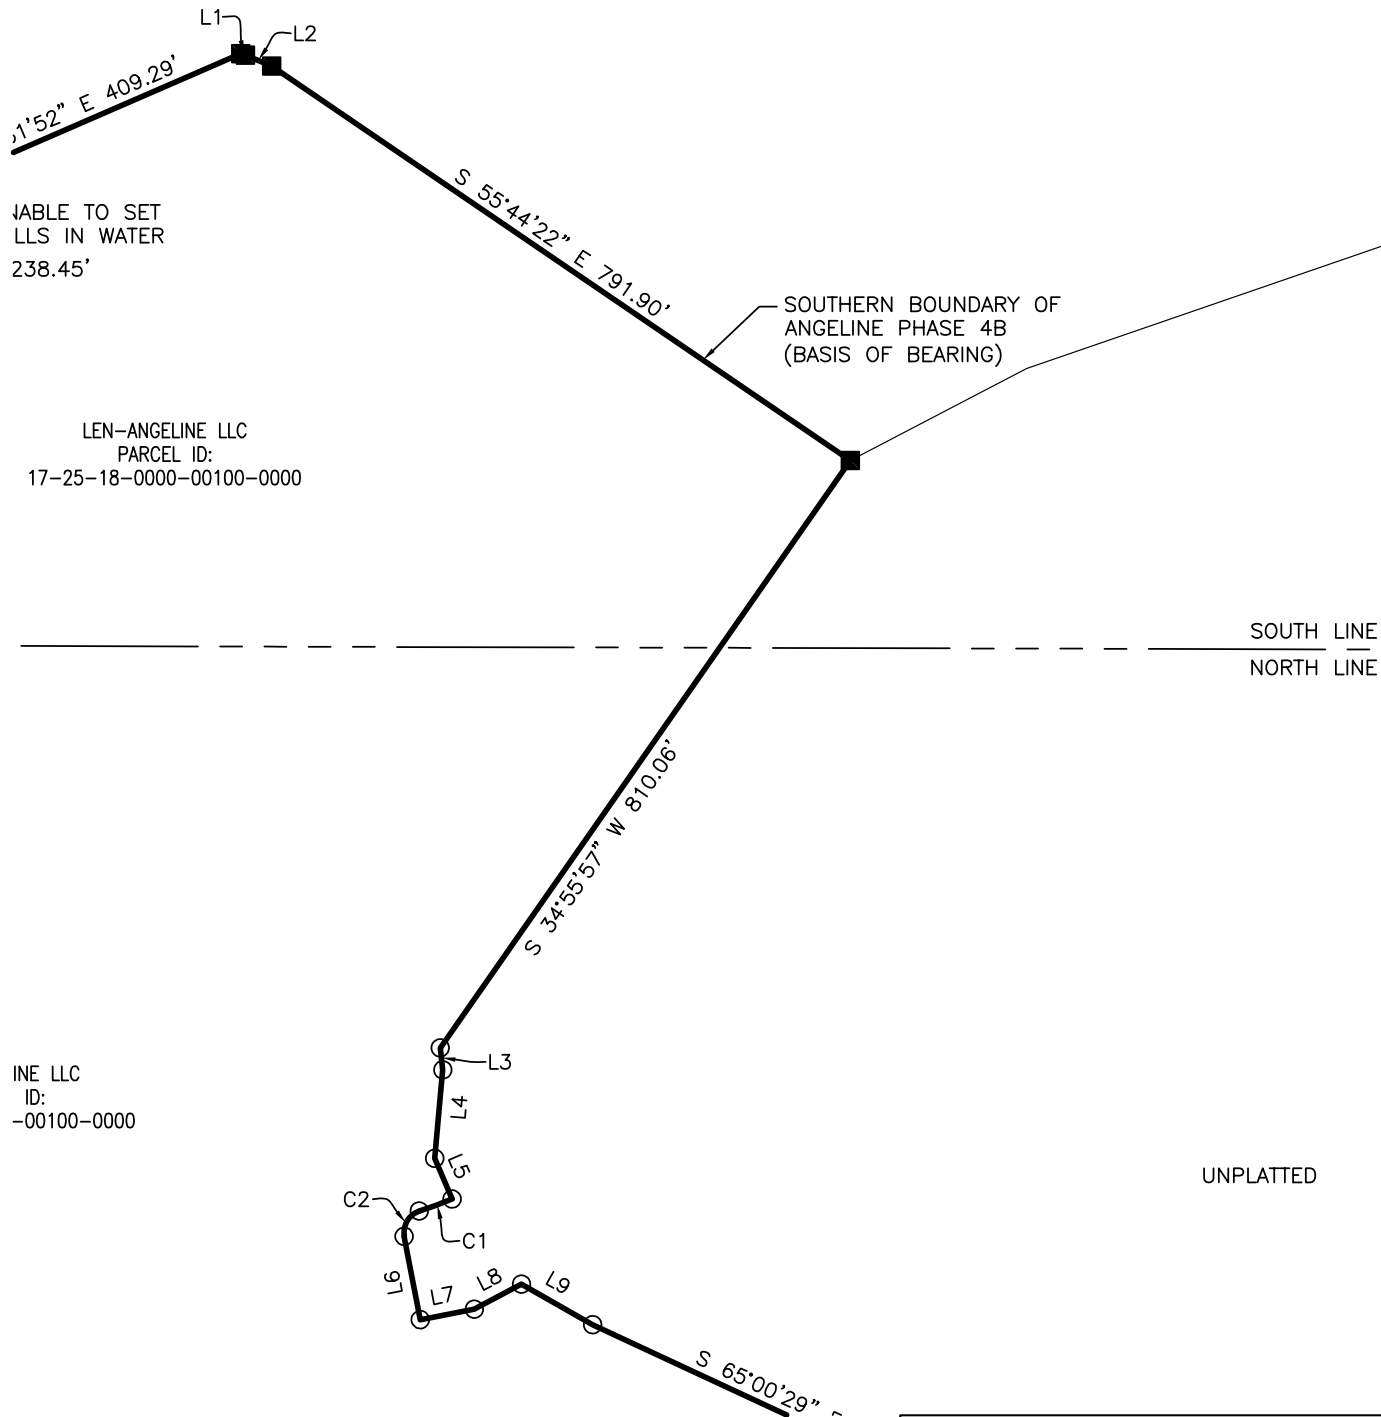 L1
L2
1'52" E 409.29'
S 55°44'22" E 791.90'
ABLE TO SET
LLS IN WATER
238.45'
SOUTHERN BOUNDARY OF
ANGELINE PHASE 4B
(BASIS OF BEARING)
LEN-ANGELINE LLC
PARCEL ID:
17-25-18-0000-00100-0000
SOUTH LINE
NORTH LINE
S 34°55'57" W 810.06'
L3
INE LLC
ID:
-00100-0000
L4
L5
UNPLATTED
C2
C1
L6
L7
L8
L9
S 65°00'29"